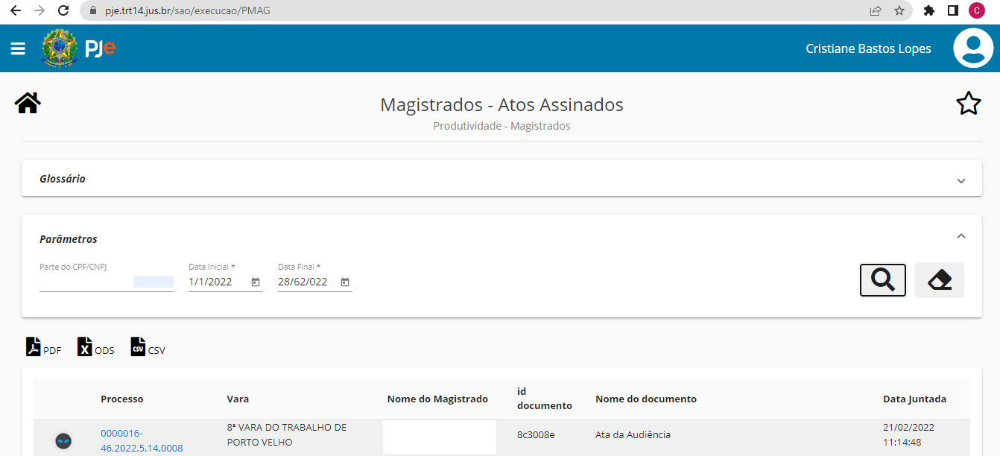 pje.trt14.jus.br/sao/execucao/PMAG
C
PJe
Cristiane Bastos Lopes
Magistrados - Atos Assinados
Produtividade - Magistrados
Glossário
Parâmetros
Parte do CPF/CNPJ
Data Inicial *
Data Final *
1/1/2022
28/62/022
PDF
ODS
CSV
CSV
Processo
Vara
Nome do Magistrado
id
documento
Nome do documento
Data Juntada
0000016-
46.2022.5.14.0008
8ª VARA DO TRABALHO DE
PORTO VELHO
8c3008e
Ata da Audiência
21/02/2022
11:14:48